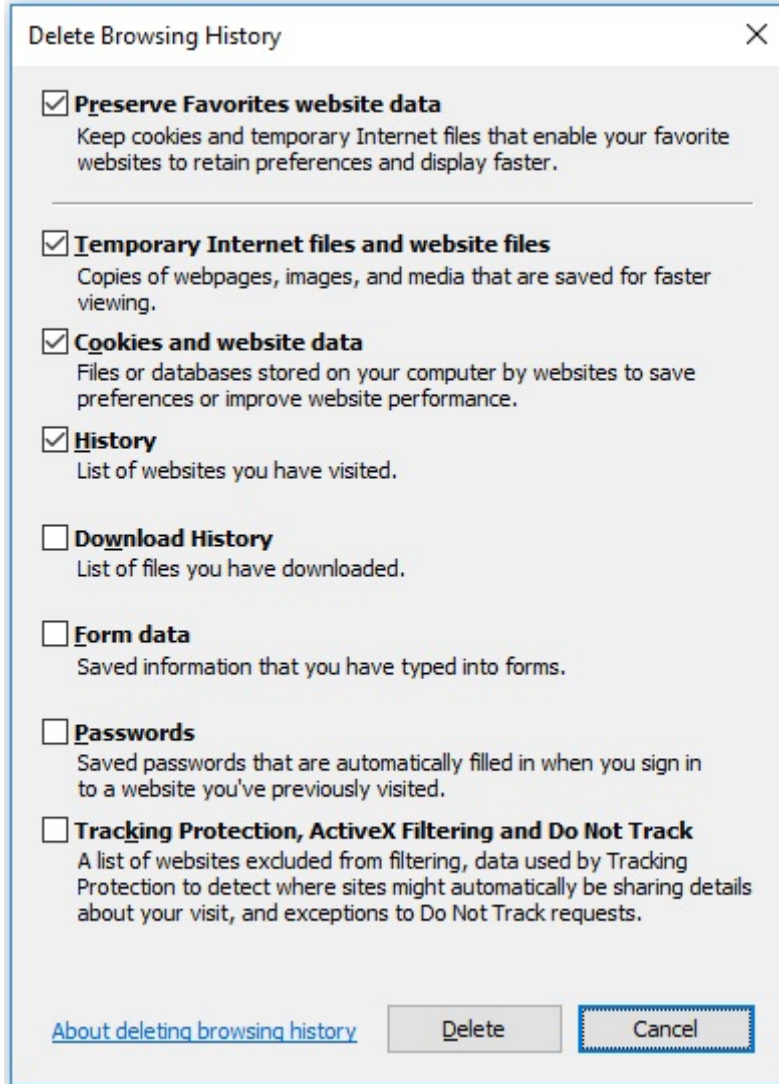 Delete Browsing History
Preserve Favorites website data
Keep cookies and temporary Internet files that enable your favorite
websites to retain preferences and display faster.
Temporary Internet files and website files
Copies of webpages, images, and media that are saved for faster
viewing.
Cookies and website data
Files or databases stored on your computer by websites to save
preferences or improve website performance.
History
List of websites you have visited.
Download History
List of files you have downloaded.
Form data
Saved information that you have typed into forms.
Passwords
Saved passwords that are automatically filled in when you sign in
to a website you've previously visited.
Tracking Protection, ActiveX Filtering and Do Not Track
A list of websites excluded from filtering, data used by Tracking
Protection to detect where sites might automatically be sharing details
about your visit, and exceptions to Do Not Track requests.
About deleting browsing history
Delete
Cancel